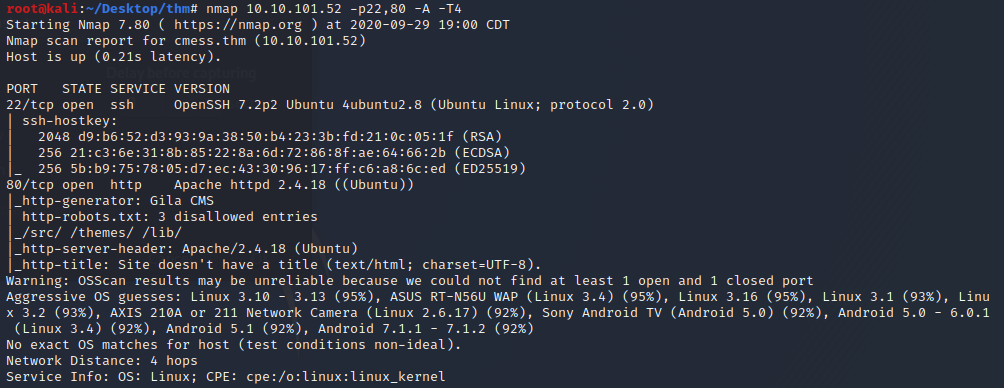 root@kali:~/Desktop/thm# nmap 10.10.101.52 -p22,80 -A -T4
Starting Nmap 7.80 ( https://nmap.org ) at 2020-09-29 19:00 CDT
Nmap scan report for cmess.thm (10.10.101.52)
Host is up (0.21s latency).
Delay before capturing
PORT   STATE SERVICE VERSION
22/tcp open  ssh     OpenSSH 7.2p2 Ubuntu 4ubuntu2.8 (Ubuntu Linux; protocol 2.0)
| ssh-hostkey:
|   2048 d9:b6:52:d3:93:9a:38:50:b4:23:3b:fd:21:0c:05:1f (RSA)
|   256 21:c3:6e:31:8b:85:22:8a:6d:72:86:8f:ae:64:66:2b (ECDSA)
|_  256 5b:b9:75:78:05:d7:ec:43:30:96:17:ff:c6:a8:6c:ed (ED25519)
80/tcp open  http    Apache httpd 2.4.18 ((Ubuntu))
|_http-generator: Gila CMS
| http-robots.txt: 3 disallowed entries
|_/src/ /themes/ /lib/
|_http-server-header: Apache/2.4.18 (Ubuntu)
|_http-title: Site doesn't have a title (text/html; charset=UTF-8).
Warning: OSScan results may be unreliable because we could not find at least 1 open and 1 closed port
Aggressive OS guesses: Linux 3.10 - 3.13 (95%), ASUS RT-N56U WAP (Linux 3.4) (95%), Linux 3.16 (95%), Linux 3.1 (93%), Linu
x 3.2 (93%), AXIS 210A or 211 Network Camera (Linux 2.6.17) (92%), Sony Android TV (Android 5.0) (92%), Android 5.0 - 6.0.1
 (Linux 3.4) (92%), Android 5.1 (92%), Android 7.1.1 - 7.1.2 (92%)
No exact OS matches for host (test conditions non-ideal).
Network Distance: 4 hops
Service Info: OS: Linux; CPE: cpe:/o:linux:linux_kernel